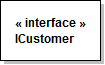 « interface »
ICustomer